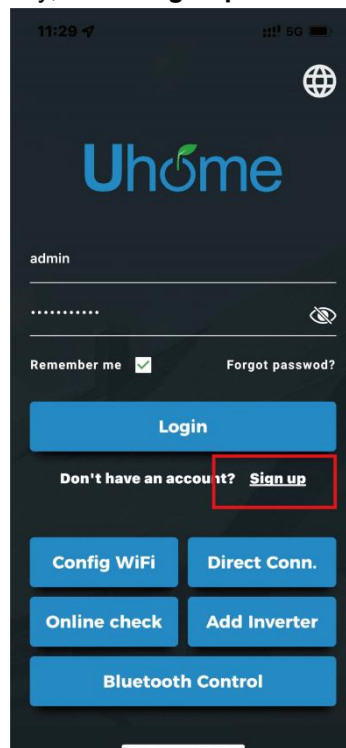 11:29
5G
Uhome
admin
...........
Remember me
Forgot passwod?
Login
Don't have an account? Sign up
Config WiFi
Direct Conn.
Online check
Add Inverter
Bluetooth Control